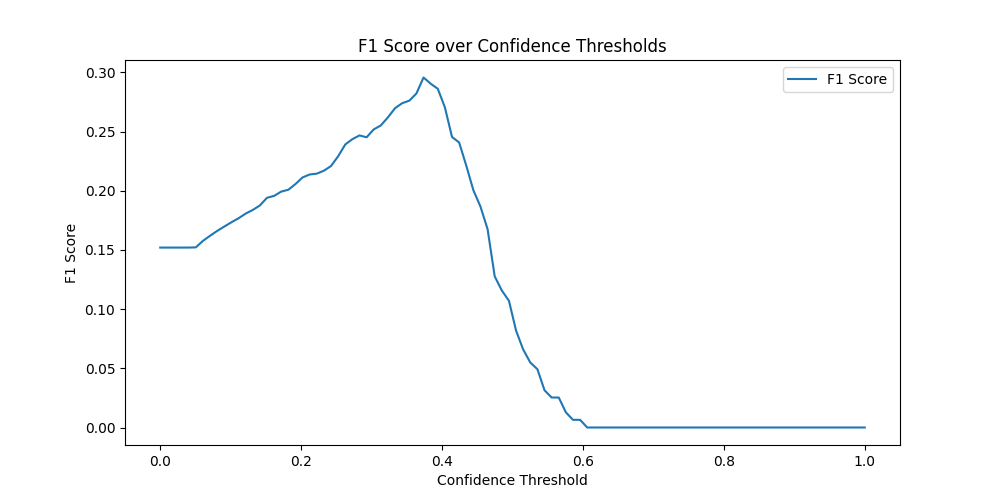 F1 Score over Confidence Thresholds
F1 Score
0.30
0.25
0.20
0.15
0.10
0.05
0.00
F1 Score
0.0 0.2 0.4 0.6 0.8 1.0
Confidence Threshold